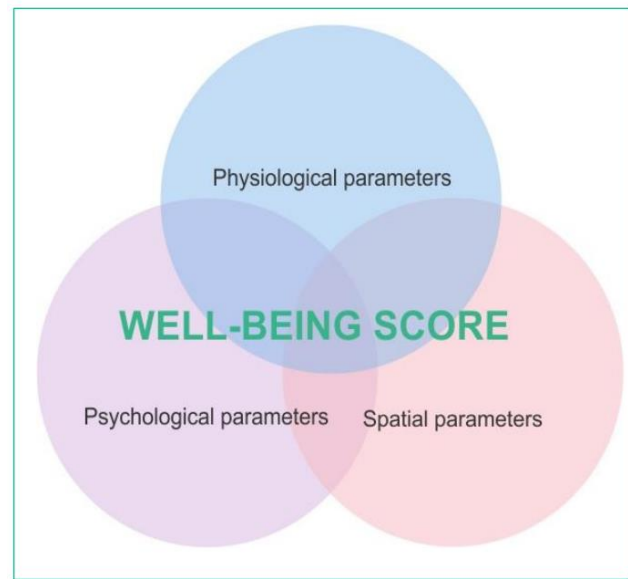 Physiological parameters
WELL-BEING SCORE
Psychological parameters
Spatial parameters